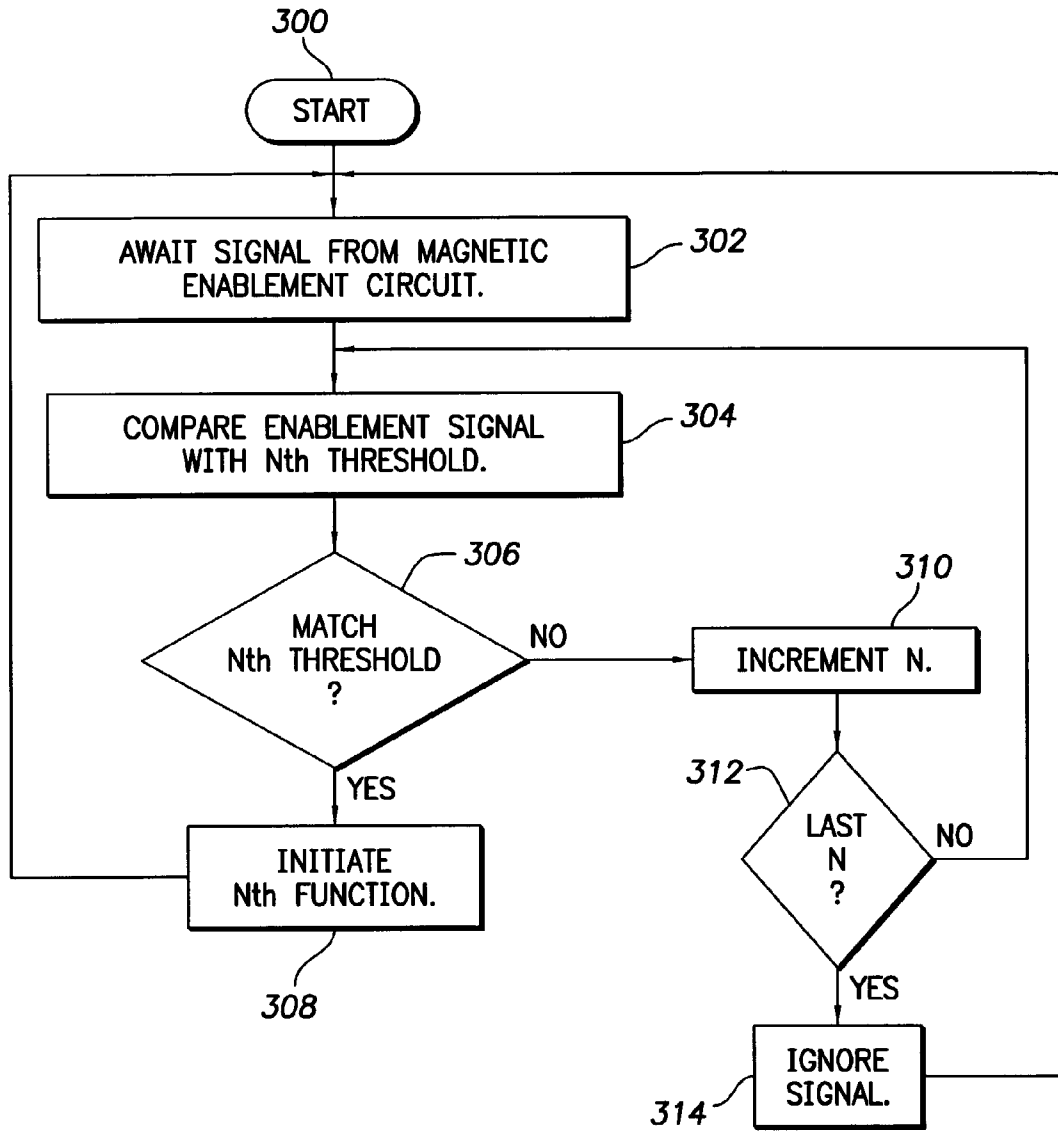 300
START
AWAIT SIGNAL FROM MAGNETIC
ENABLEMENT CIRCUIT.
302
COMPARE ENABLEMENT SIGNAL
WITH Nth THRESHOLD.
304
306
MATCH
Nth THRESHOLD
?
NO
310
INCREMENT N.
YES
312
LAST
N
?
NO
INITIATE
Nth FUNCTION.
308
YES
IGNORE
SIGNAL.
314